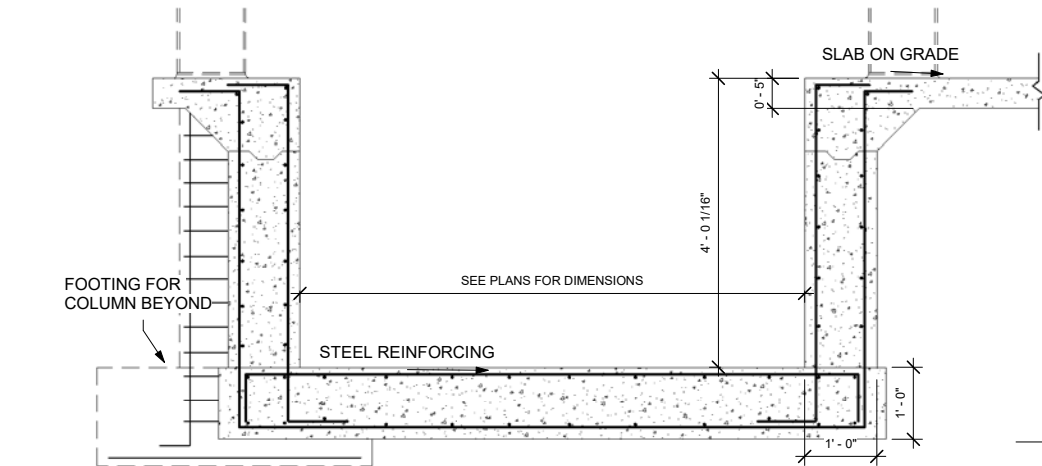 SLAB ON GRADE
0' - 5"
4' - 0 1/16"
SEE PLANS FOR DIMENSIONS
FOOTING FOR
COLUMN BEYOND
STEEL REINFORCING
1' - 0"
1' - 0"